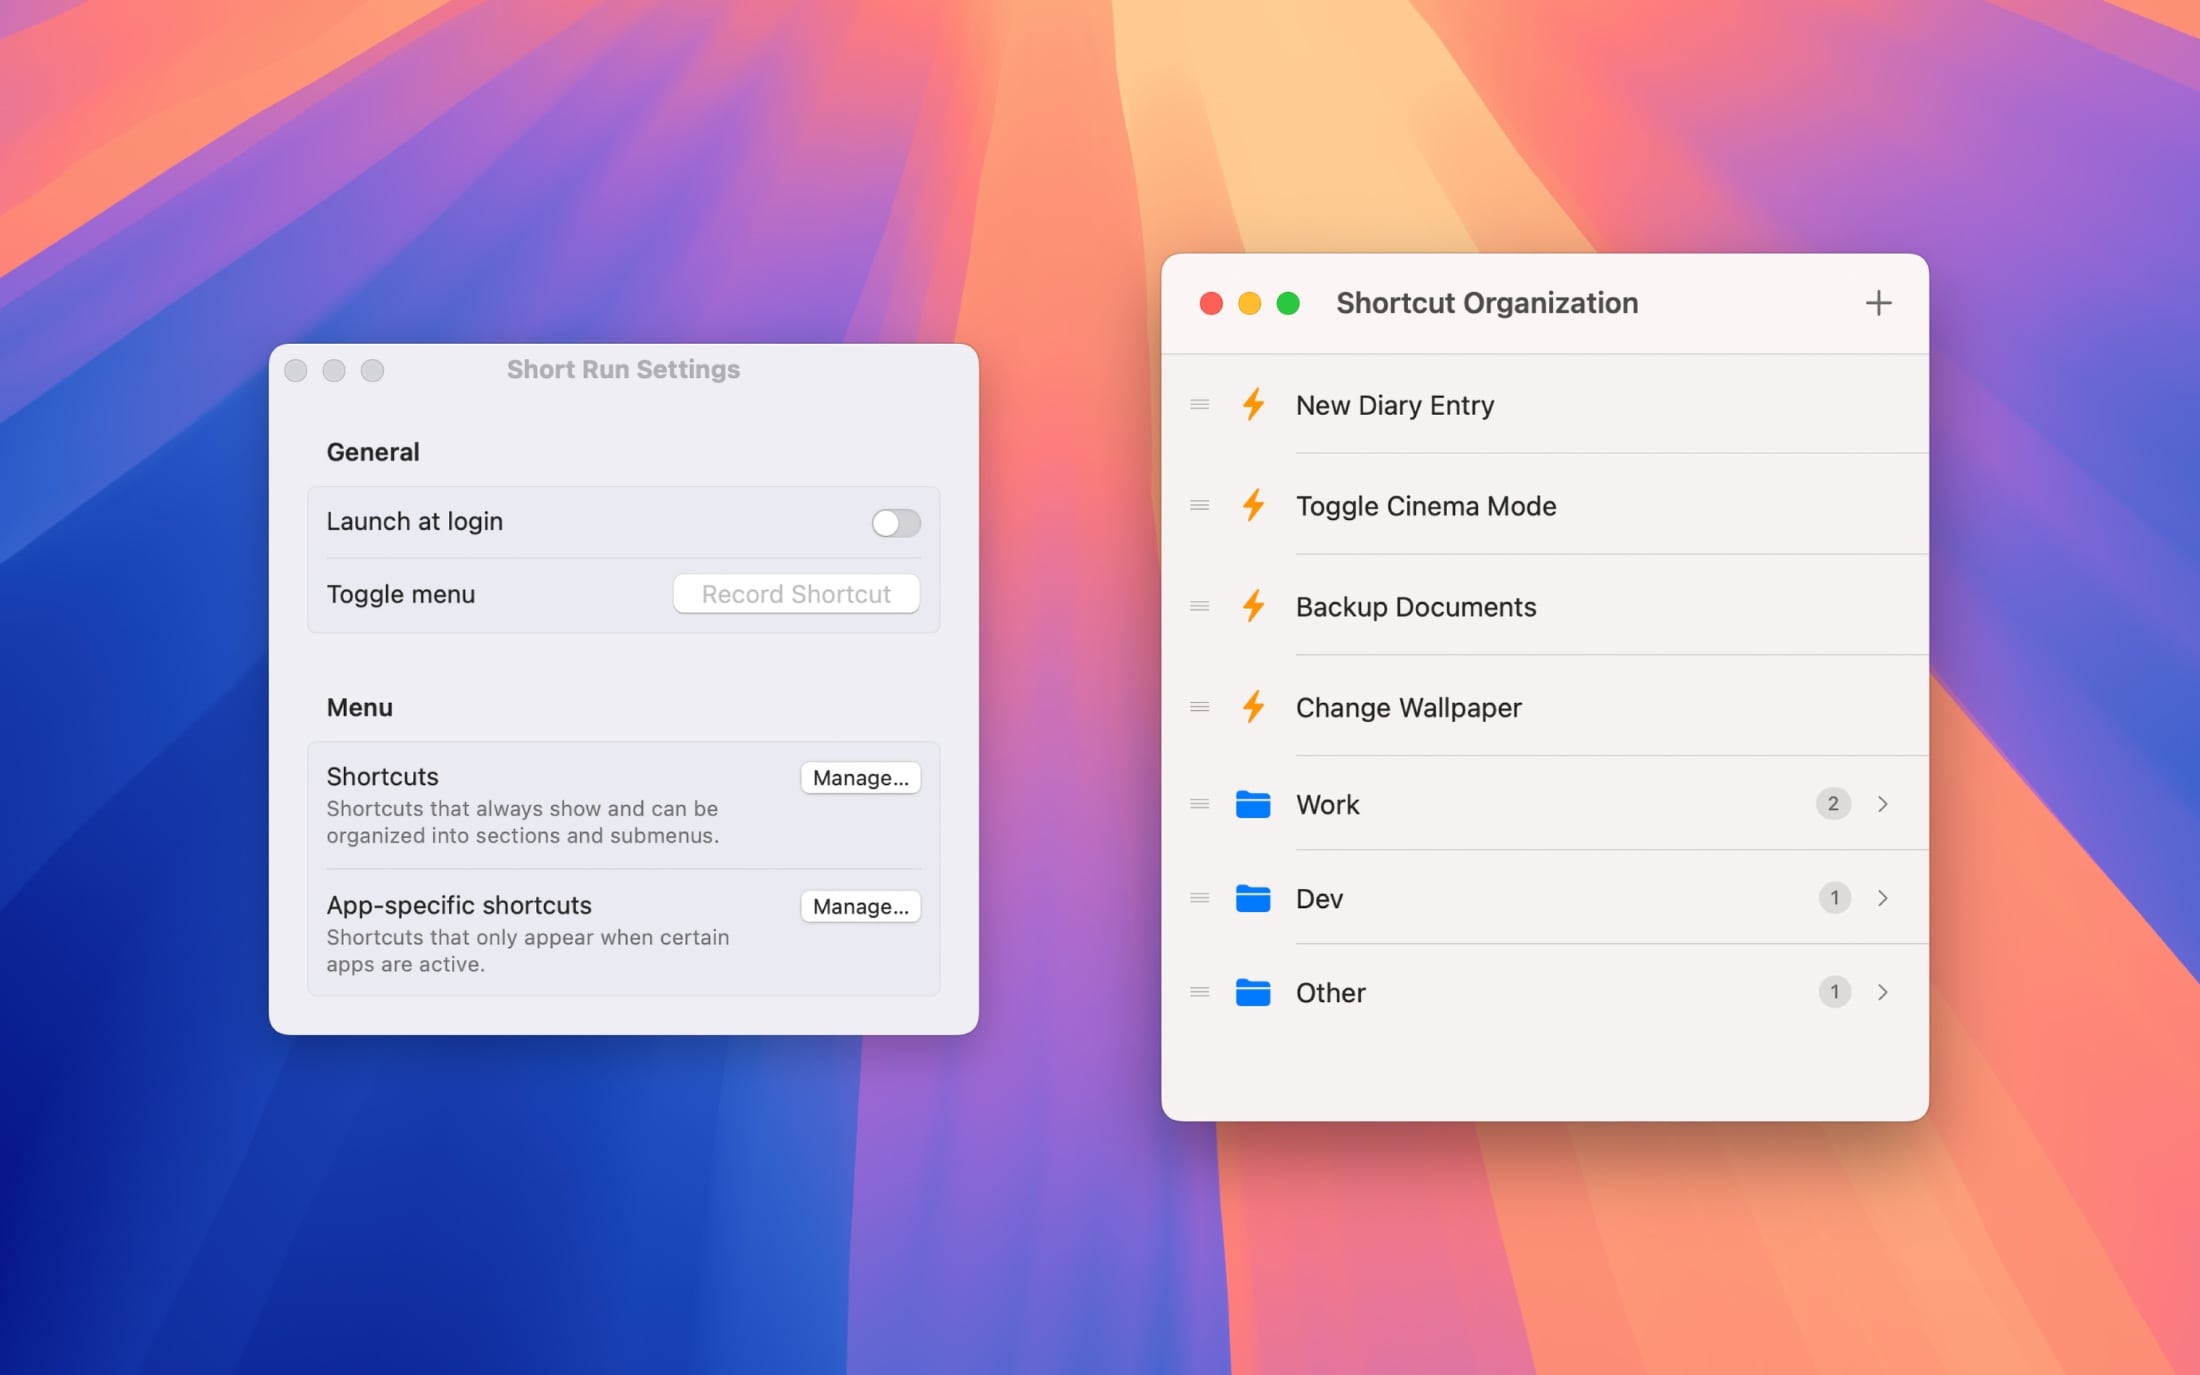 Short Run Settings
General
Launch at login
Toggle menu
Record Shortcut
Menu
Shortcuts
Manage...
Shortcuts that always show and can be
organized into sections and submenus.
App-specific shortcuts
Manage...
Shortcuts that only appear when certain
apps are active.
Shortcut Organization
New Diary Entry
Toggle Cinema Mode
Backup Documents
Change Wallpaper
Work
2
Dev
1
Other
1